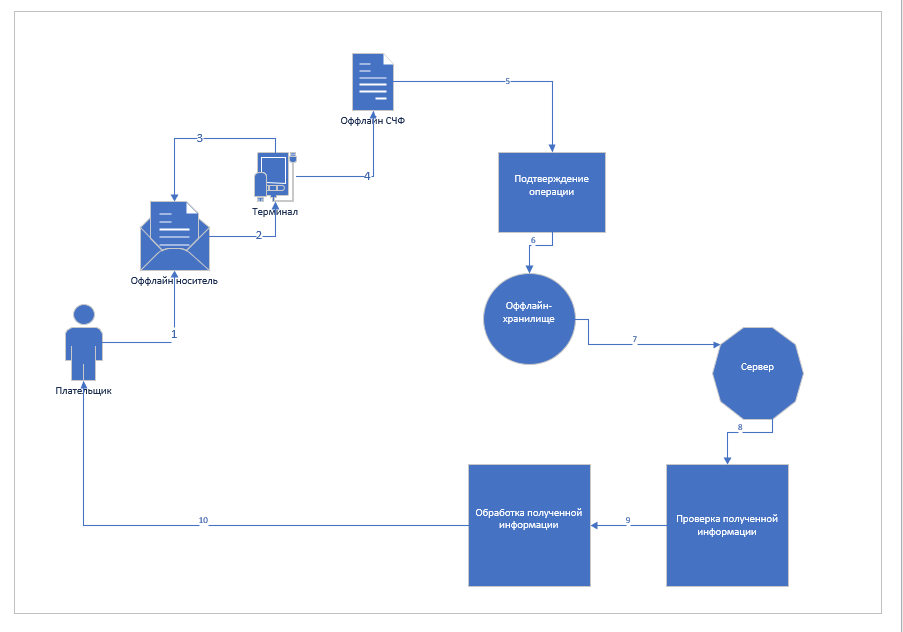 5
Оффлайн СЧФ
3
4
Терминал
Подтверждение
операции
2
6
Оффлайн носитель
Оффлайн-
хранилище
1
7
Сервер
Плательщик
8
Обработка полученной
информации
9
Проверка полученной
информации
10